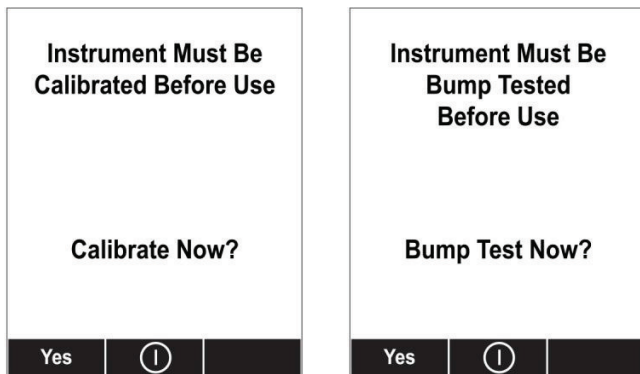 Instrument Must Be
Calibrated Before Use
Calibrate Now?
Yes
Instrument Must Be
Bump Tested
Before Use
Bump Test Now?
Yes